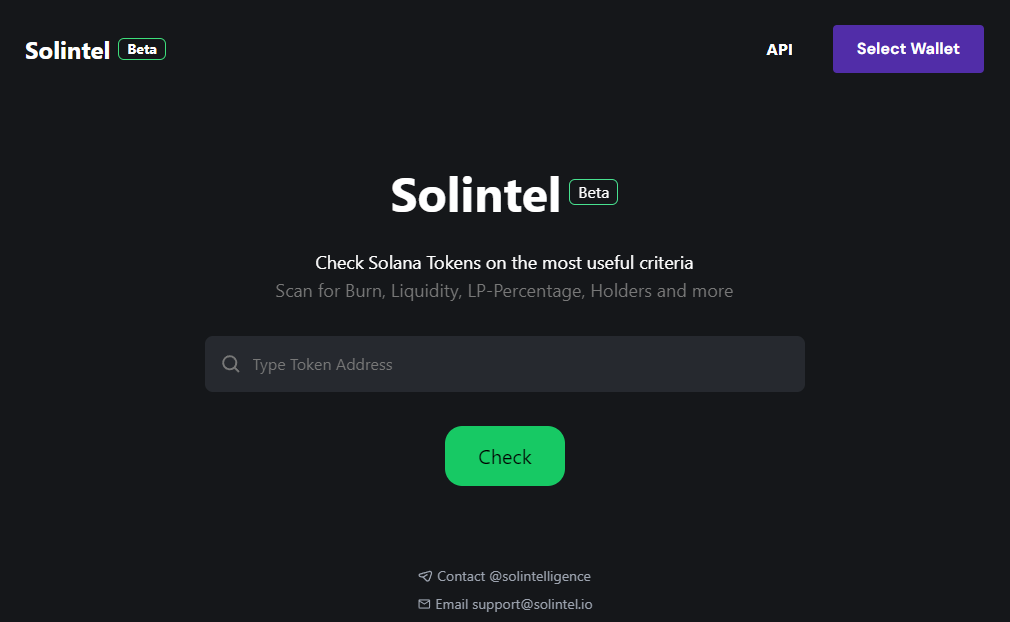 Solintel Beta
API
Select Wallet
Solintel Beta
Check Solana Tokens on the most useful criteria
Scan for Burn, Liquidity, LP-Percentage, Holders and more
Type Token Address
Check
Contact @solintelligence
Email support@solintel.io